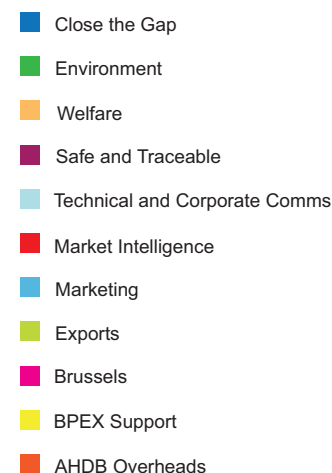 Close the Gap
Environment
Welfare
Safe and Traceable
Technical and Corporate Comms
Market Intelligence
Marketing
Exports
Brussels
BPEX Support
AHDB Overheads